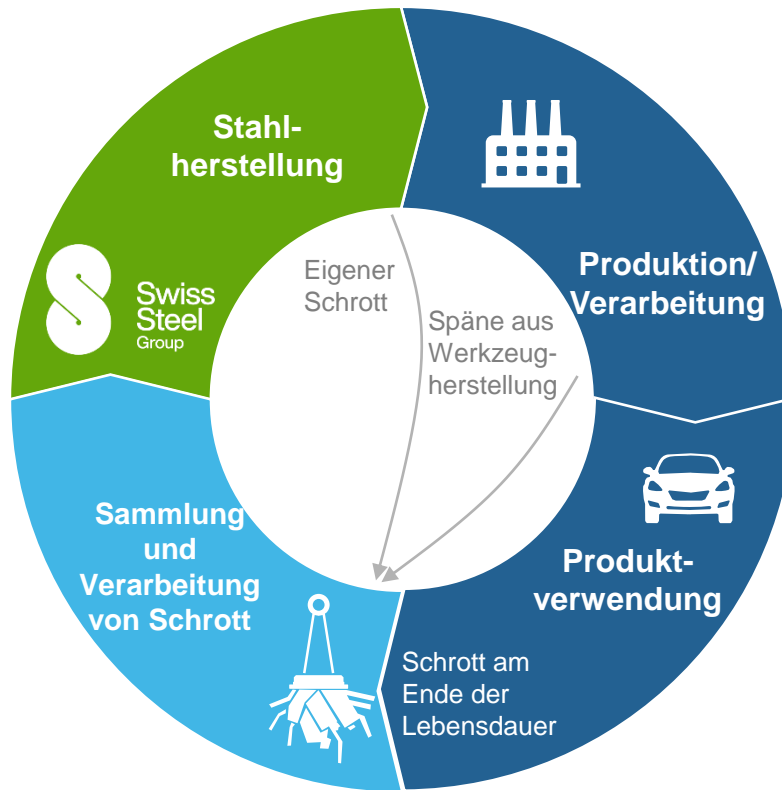 Stahl-
herstellung
Swiss
Steel
Group
Produktion/
Verarbeitung
Eigener
Schrott
Späne aus
Werkzeug-
herstellung
Produkt-
verwendung
Schrott am
Ende der
Lebensdauer
Sammlung
und
Verarbeitung
von Schrott